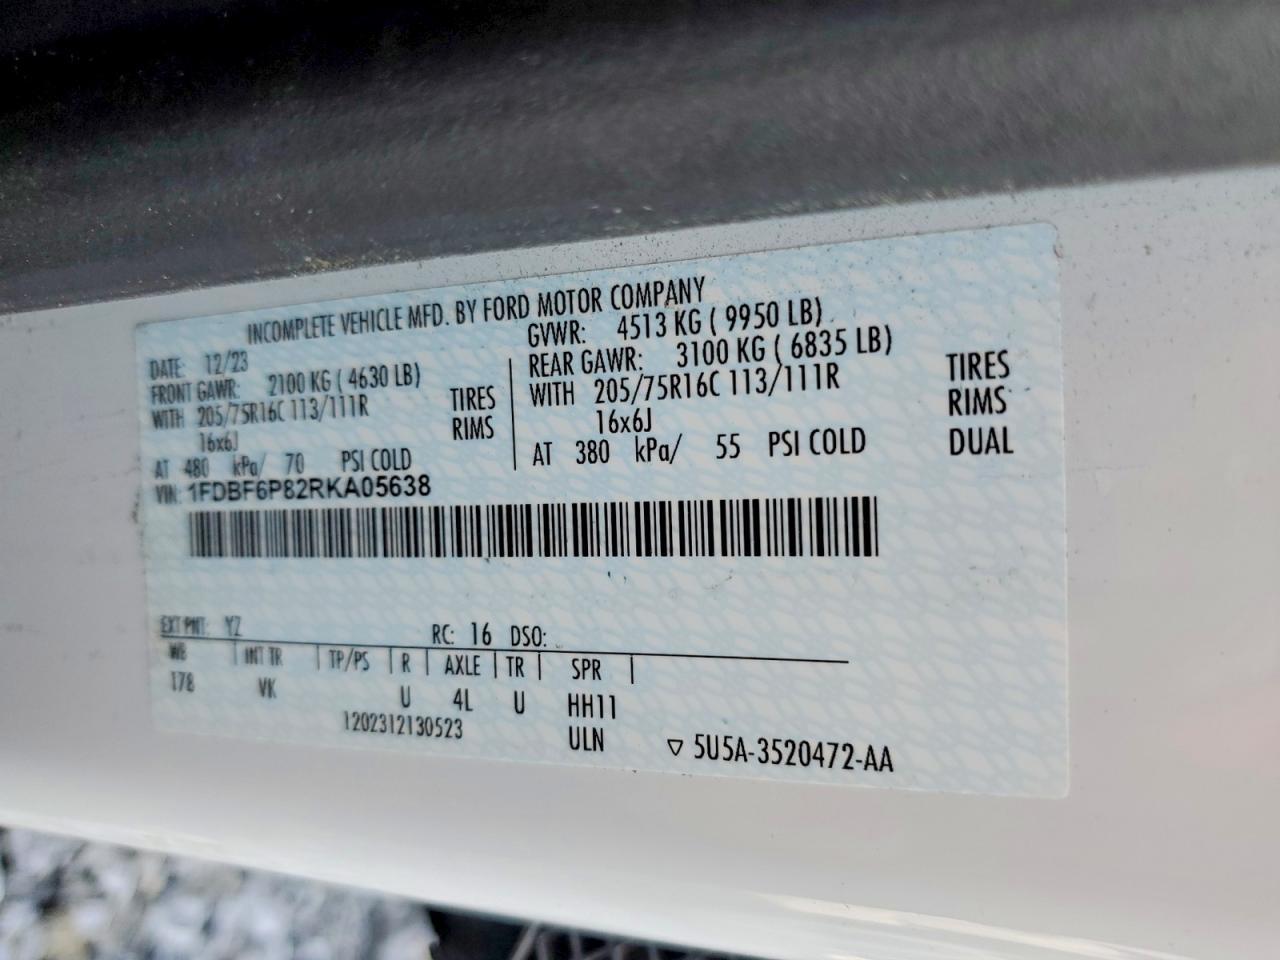 INCOMPLETE VEHICLE MFD. BY FORD MOTOR COMPANY
DATE: 12/23
GVWR: 4513 KG ( 9950 LB)
FRONT GAWR: 2100 KG ( 4630 LB)
REAR GAWR: 3100 KG ( 6835 LB)
WITH 205/75R16C 113/111R TIRES
WITH 205/75R16C 113/111R TIRES
16x6J RIMS
16x6J RIMS
AT 480 kPa/ 70 PSI COLD
AT 380 kPa/ 55 PSI COLD DUAL
VIN: 1FDBF6P82RKA05638
EXT PNT: YZ RC: 16 DSO:
WB INT TR TP/PS R AXLE TR SPR
178 VK U 4L U HH11
1202312130523 ULN ▽ 5U5A-3520472-AA